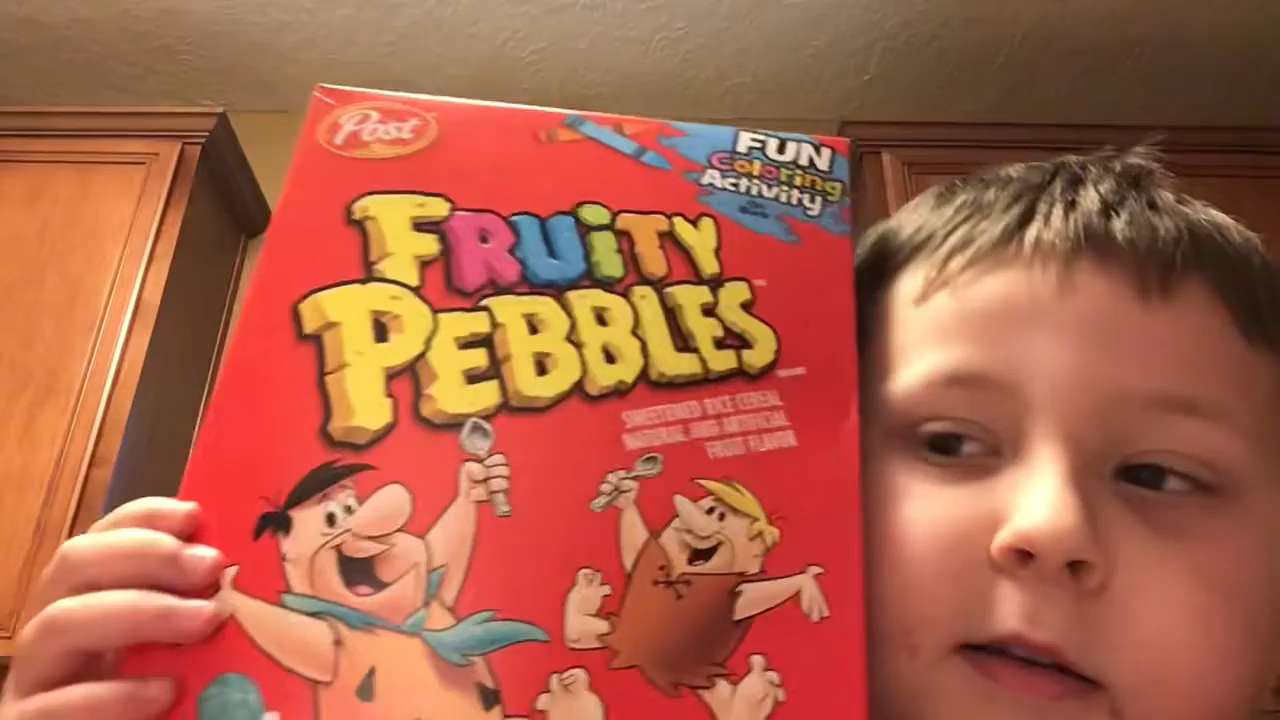 Post
FUN
Coloring
Activity
FRUiTY
PEBBLES
SWEETENED RICE CEREAL
NATURAL AND ARTIFICIAL
FRUIT FLAVOR